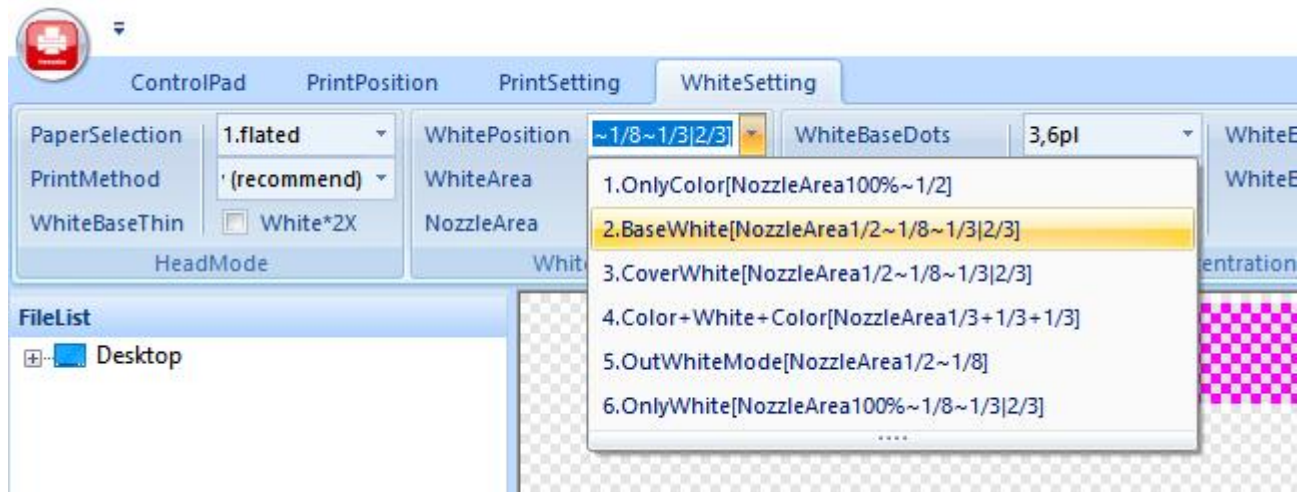 ControlPad PrintPosition PrintSetting WhiteSetting
PaperSelection 1.flated WhitePosition ~1/8~1/3|2/3] WhiteBaseDots 3,6pl WhiteE
PrintMethod (recommend) WhiteArea WhiteE
WhiteBaseThin White*2X NozzleArea
HeadMode White entration
1.OnlyColor[NozzleArea100%~1/2]
2.BaseWhite[NozzleArea1/2~1/8~1/3|2/3]
3.CoverWhite[NozzleArea1/2~1/8~1/3|2/3]
4.Color+White+Color[NozzleArea1/3+1/3+1/3]
5.OutWhiteMode[NozzleArea1/2~1/8]
6.OnlyWhite[NozzleArea100%~1/8~1/3|2/3]
FileList
Desktop